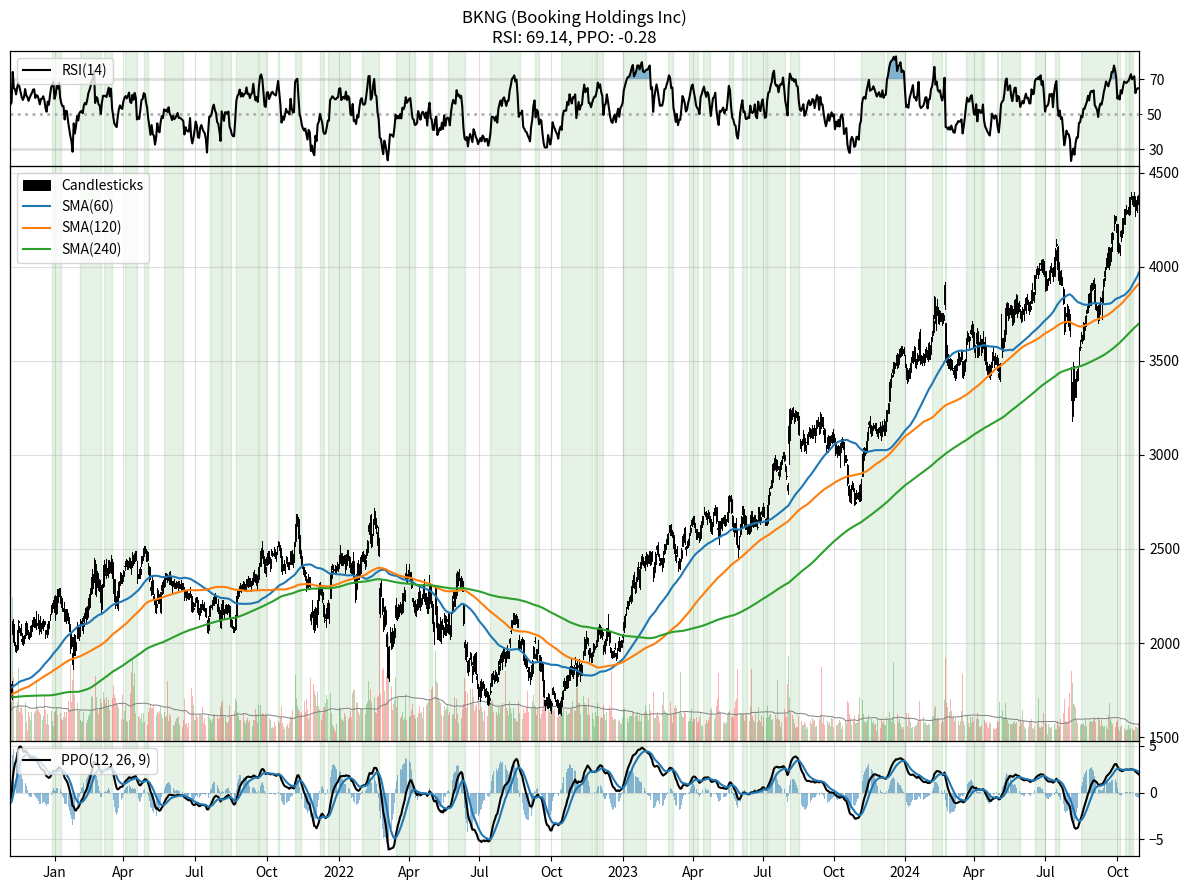 BKNG (Booking Holdings Inc)
RSI: 69.14, PPO: -0.28
RSI(14)
70
50
30
Candlesticks
SMA(60)
SMA(120)
SMA(240)
4500
4000
3500
3000
2500
2000
1500
PPO(12, 26, 9)
5
0
−5
Jan Apr Jul Oct 2022 Apr Jul Oct 2023 Apr Jul Oct 2024 Apr Jul Oct